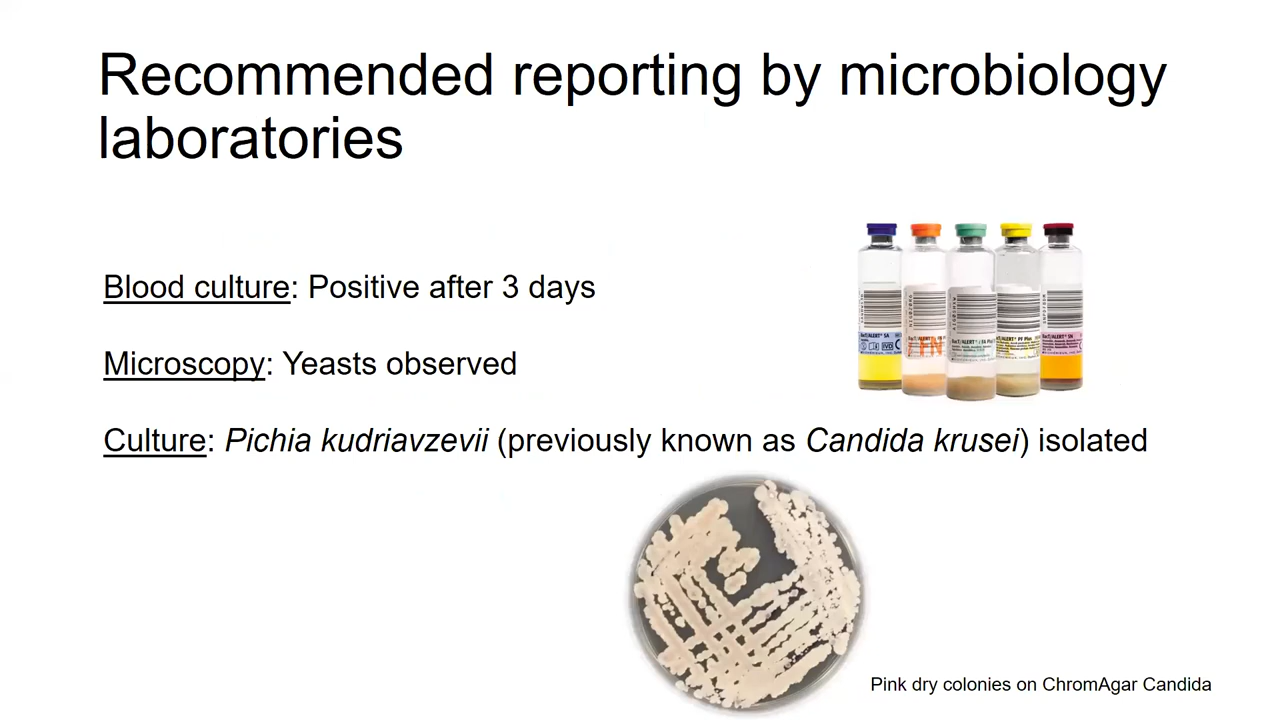 Recommended reporting by microbiology
laboratories
Blood culture: Positive after 3 days
Microscopy: Yeasts observed
Culture: Pichia kudriavzevii (previously known as Candida krusei) isolated
Pink dry colonies on ChromAgar Candida